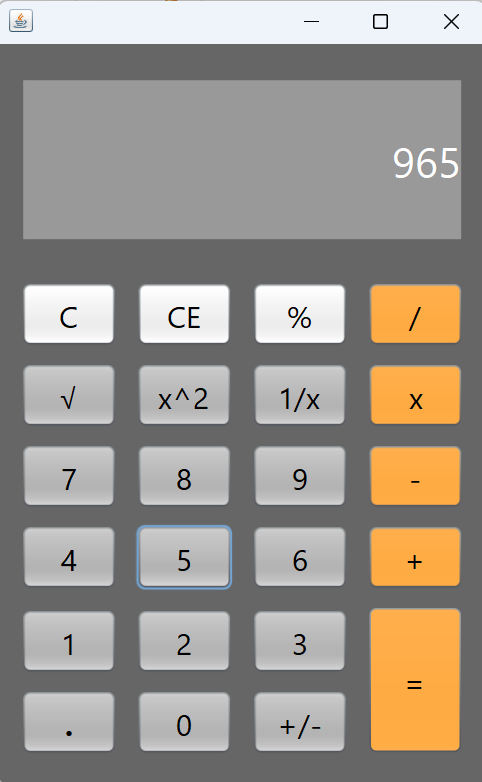 965
C CE % /
√ x^2 1/x x
7 8 9 -
4 5 6 +
1 2 3
=
. 0 +/-